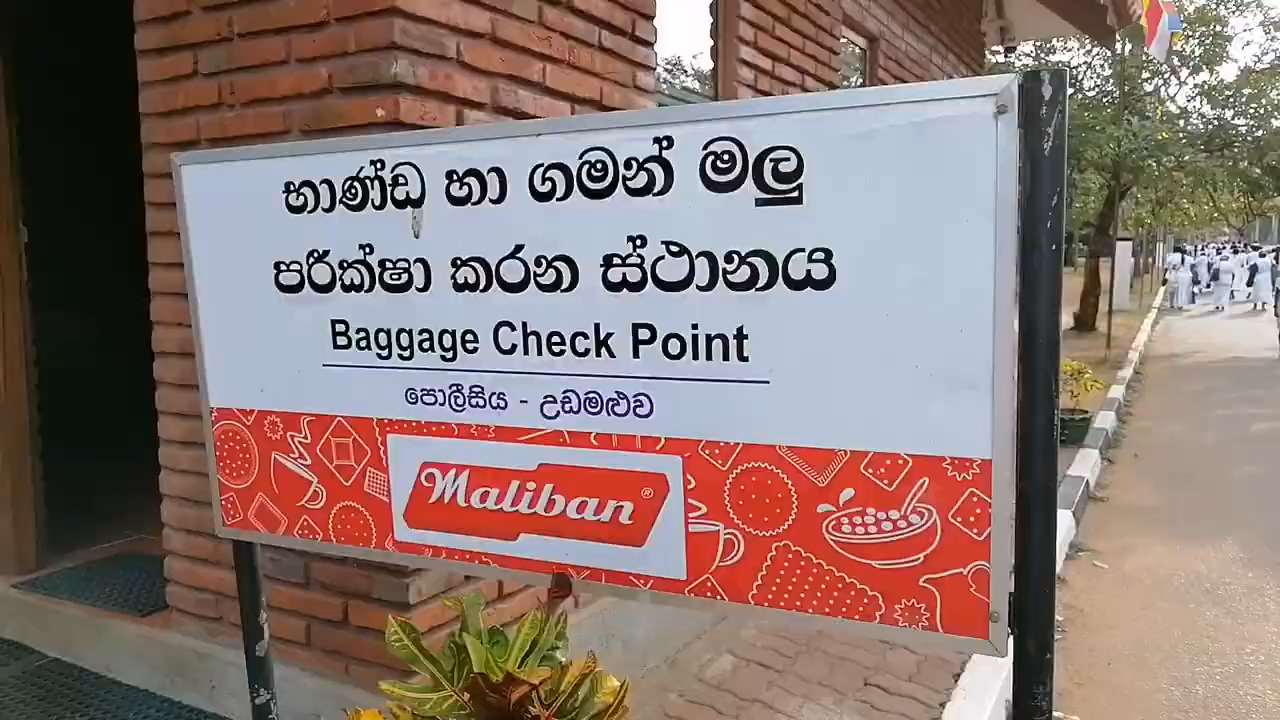 භාණ්ඩ හා ගමන් මලු
පරීක්ෂා කරන ස්ථානය
Baggage Check Point
පොලීසිය - උඩමළුව
Maliban®